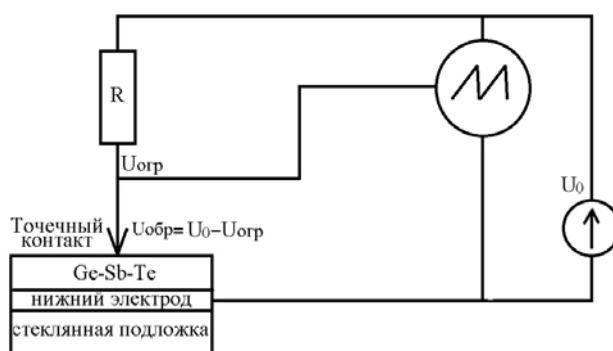 R
Uогр
U0
Точечный
контакт
Uобр= U0–Uогр
Ge-Sb-Te
нижний электрод
стеклянная подложка